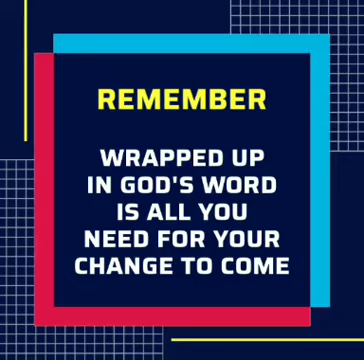 REMEMBER
WRAPPED UP
IN GOD'S WORD
IS ALL YOU
NEED FOR YOUR
CHANGE TO COME